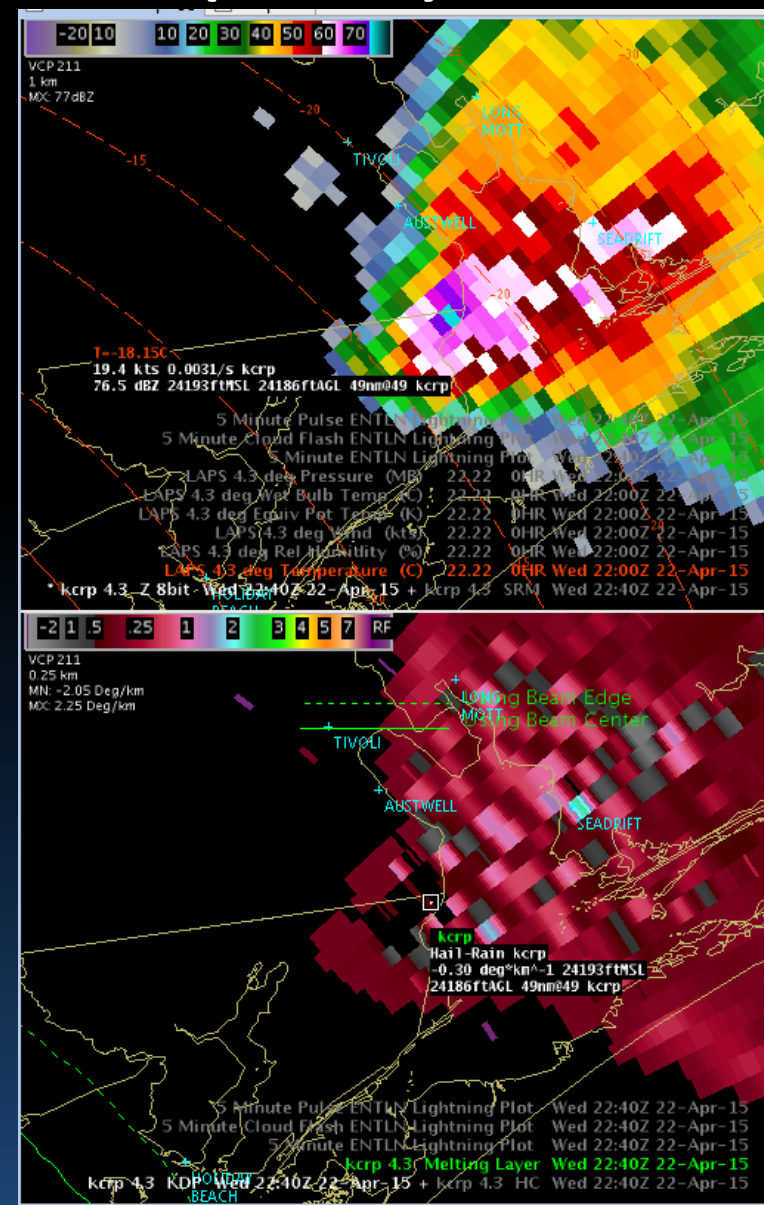 -20 10 10 20 30 40 50 60 70
VCP 211
1 km
MX: 77dBZ
-25
-30
-20
LONG
MOTT
TIVOLI
-15
AUSTWELL
SEADRIFT
-20
T=-18.15C
19.4 kts 0.0031/s kcrp
76.5 dBZ 24193ftMSL 24186ftAGL 49nm@49 kcrp
5 Minute Pulse ENTLN Lightning Plot Wed 22:40Z 22-Apr-15
5 Minute Cloud Flash ENTLN Lightning Plot Wed 22:40Z 22-Apr-15
5 Minute ENTLN Lightning Plot Wed 22:40Z 22-Apr-15
LAPS 4.3 deg Pressure (MB) 22.22 0HR Wed 22:00Z 22-Apr-15
LAPS 4.3 deg Wet Bulb Temp (C) 22.22 0HR Wed 22:00Z 22-Apr-15
LAPS 4.3 deg Equiv Pot Temp (K) 22.22 0HR Wed 22:00Z 22-Apr-15
LAPS 4.3 deg Wind (kts) 22.22 0HR Wed 22:00Z 22-Apr-15
LAPS 4.3 deg Rel Humidity (%) 22.22 0HR Wed 22:00Z 22-Apr-15
-20
LAPS 4.3 deg Temperature (C) 22.22 0HR Wed 22:00Z 22-Apr-15
* kcrp 4.3 Z 8bit Wed 22:40Z 22-Apr-15 + kcrp 4.3 SRM Wed 22:40Z 22-Apr-15
HOLIDAY
BEACH
-2 1 .5 .25 1 2 3 4 5 7 RF
VCP 211
0.25 km
MN: -2.05 Deg/km
MX: 2.25 Deg/km
LONG
MOTT
Using Beam Edge
Using Beam Center
TIVOLI
AUSTWELL
SEADRIFT
kcrp
Hail-Rain kcrp
-0.30 deg*km^-1 24193ftMSL
24186ftAGL 49nm@49 kcrp
5 Minute Pulse ENTLN Lightning Plot Wed 22:40Z 22-Apr-15
5 Minute Cloud Flash ENTLN Lightning Plot Wed 22:40Z 22-Apr-15
5 Minute ENTLN Lightning Plot Wed 22:40Z 22-Apr-15
kcrp 4.3 Melting Layer Wed 22:40Z 22-Apr-15
kcrp 4.3 KDP Wed 22:40Z 22-Apr-15 + kcrp 4.3 HC Wed 22:40Z 22-Apr-15
HOLIDAY
BEACH